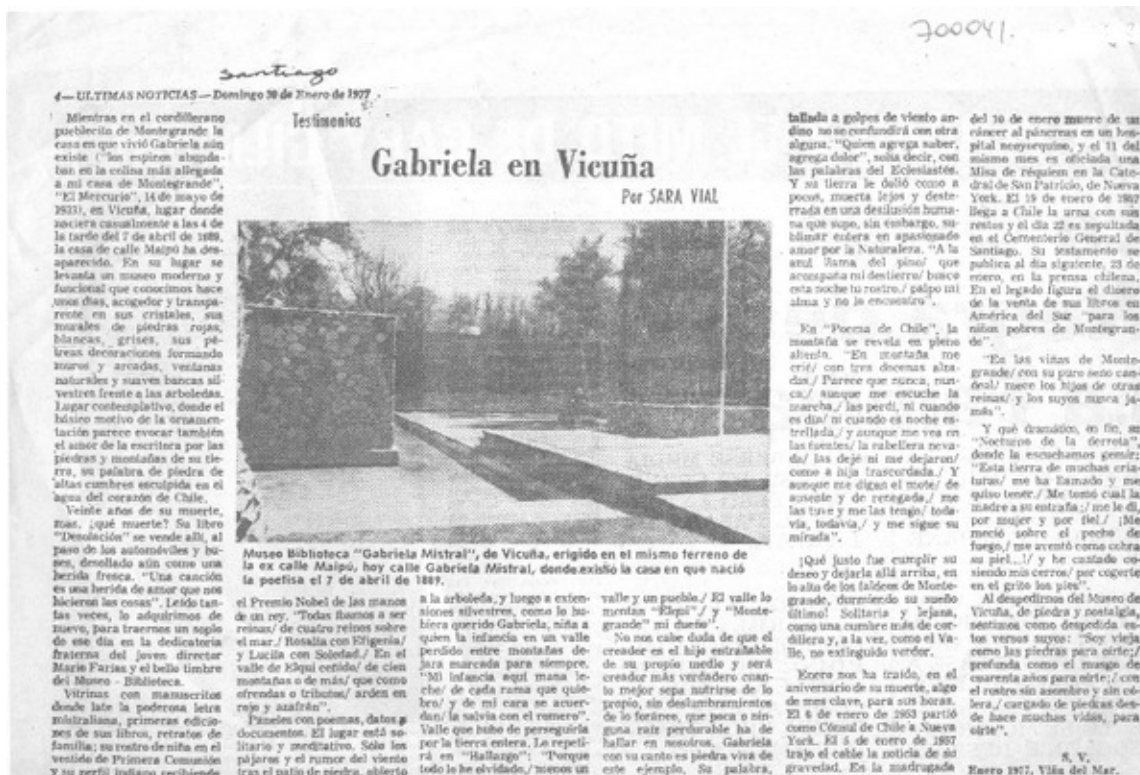 700041.
Santiago
4— ULTIMAS NOTICIAS — Domingo 30 de Enero de 1977
Testimonios
Gabriela en Vicuña
Por SARA VIAL
Mientras en el cordillerano
pueblecito de Montegrande la
casa en que vivió Gabriela aún
existe ("los espinos abunda-
ban en la colina más allegada
a mi casa de Montegrande",
"El Mercurio", 14 de mayo de
), en Vicuña, lugar donde
naciera casualmente a las 4 de
la tarde del 7 de abril de 1889,
la casa de calle Maipú ha des-
aparecido. En su lugar se
levanta un museo moderno y
funcional que conocimos hace
unos días, acogedor y transpa-
rente en sus cristales, sus
murales de piedras rojas,
blancas, grises, sus pé-
treas decoraciones formando
muros y arcadas, ventanas
naturales y suaves bancas sil-
vestres frente a las arboledas.
Lugar contemplativo, donde el
básico motivo de la ornamen-
tación parece evocar también
el amor de la escritora por las
piedras y montañas de su tie-
rra, su palabra de piedra de
altas cumbres esculpida en el
agua del corazón de Chile.
Veinte años de su muerte,
mas, ¿qué muerte? Su libro
"Desolación" se vende allí, al
paso de los automóviles y bu-
ses, desollado aún como una
herida fresca. "Una canción
es una herida de amor que nos
hicieron las cosas". Leído tan-
tas veces, lo adquirimos de
nuevo, para traernos un soplo
de ese día en la dedicatoria
fraterna del joven director
Mario Farías y el bello timbre
del Museo - Biblioteca.
Vitrinas con manuscritos
donde late la poderosa letra
mistraliana, primeras edicio-
nes de sus libros, retratos de
familia; su rostro de niña en el
vestido de Primera Comunión
y su perfil indiano recibiendo
Museo Biblioteca "Gabriela Mistral", de Vicuña, erigido en el mismo terreno de
la ex calle Maipú, hoy calle Gabriela Mistral, donde existió la casa en que nació
la poetisa el 7 de abril de 1889.
el Premio Nobel de las manos
de un rey. "Todas íbamos a ser
reinas/ de cuatro reinos sobre
el mar./ Rosalía con Efigenia/
y Lucila con Soledad./ En el
valle de Elqui ceñido/ de cien
montañas o de más/ que como
ofrendas o tributos/ arden en
rojo y azafrán".
Paneles con poemas, datos y
documentos. El lugar está so-
litario y meditativo. Sólo los
pájaros y el rumor del viento
tras el patio de piedra, abierto
a la arboleda, y luego a exten-
siones silvestres, como lo hu-
biera querido Gabriela, niña a
quien la infancia en un valle
perdido entre montañas de-
jara marcada para siempre.
"Mi infancia aquí mana le-
che/ de cada rama que quie-
bro/ y de mi cara se acuer-
dan/ la salvia con el romero".
Valle que hubo de perseguirla
por la tierra entera. Lo repeti-
rá en "Hallazgo": "Porque
todo lo he olvidado,/ menos un
valle y un pueblo./ El valle lo
mentan "Elqui",/ y "Monte-
grande" mi dueño".
No nos cabe duda de que el
creador es el hijo entrañable
de su propio medio y será
creador más verdadero cuan-
to mejor sepa nutrirse de lo
propio, sin deslumbramientos
de lo foráneo, que poca o nin-
guna raíz perdurable ha de
hallar en nosotros. Gabriela
con su canto es piedra viva de
este ejemplo. Su palabra,
tallada a golpes de viento an-
dino no se confundirá con otra
alguna. "Quien agrega saber,
agrega dolor", solía decir, con
las palabras del Eclesiastés.
Y su tierra le dolió como a
pocos, muerta lejos y deste-
rrada en una desilusión huma-
na que supo, sin embargo, su-
blimar entera en apasionado
amor por la Naturaleza. "A la
azul llama del pino/ que
acompaña mi destierro/ busco
esta noche tu rostro,/ palpo mi
alma y no lo encuentro".
En "Poema de Chile", la
montaña se revela en pleno
aliento. "En montaña me
crié/ con tres docenas alza-
das./ Parece que nunca, nun-
ca,/ aunque me escuche la
marcha,/ las perdí, ni cuando
es día/ ni cuando es noche es-
trellada,/ y aunque me vea en
las fuentes/ la cabellera neva-
da/ las dejé ni me dejaron/
como a hija trascordada./ Y
aunque me digan el mote/ de
ausente y de renegada,/ me
las tuve y me las tengo/ toda-
vía, todavía,/ y me sigue su
mirada".
¡Qué justo fue cumplir su
deseo y dejarla allá arriba, en
lo alto de los faldeos de Monte-
grande, durmiendo su sueño
último! Solitaria y lejana,
como una cumbre más de cor-
dillera y, a la vez, como el Va-
lle, no extinguido verdor.
Enero nos ha traído, en el
aniversario de su muerte, algo
de mes clave, para sus horas.
El 6 de enero de 1953 partió
como Cónsul de Chile a Nueva
York. El 5 de enero de 1957
trajo el cable la noticia de su
gravedad. En la madrugada
del 10 de enero muere de un
cáncer al páncreas en un hos-
pital neoyorquino, y el 11 del
mismo mes es oficiada una
Misa de réquiem en la Cate-
dral de San Patricio, de Nueva
York. El 19 de enero de 1957
llega a Chile la urna con sus
restos y el día 22 es sepultada
en el Cementerio General de
Santiago. Su testamento se
publica al día siguiente, 23 de
enero, en la prensa chilena.
En el legado figura el dinero
de la venta de sus libros en
América del Sur "para los
niños pobres de Montegran-
de".
"En las viñas de Monte-
grande/ con su puro seno can-
deal/ mece los hijos de otras
reinas/ y los suyos nunca ja-
más".
Y qué dramático, en fin, su
"Nocturno de la derrota",
donde la escuchamos gemir:
"Esta tierra de muchas cria-
turas/ me ha llamado y me
quiso tener./ Me tomó cual la
madre a su entraña;/ me le di,
por mujer y por fiel./ ¡Me
meció sobre el pecho de
fuego,/ me aventó como cobra
su piel...!/ y he cantado co-
siendo mis cerros/ por cogerte
en el grito los pies".
Al despedirnos del Museo de
Vicuña, de piedra y nostalgia,
sentimos como despedida es-
tos versos suyos: "Soy vieja/
como las piedras para oírte;/
profunda como el musgo de
cuarenta años para oírte;/ con
el rostro sin asombro y sin có-
lera,/ cargado de piedras des-
de hace muchas vidas, para
oírte".
S. V.
Enero 1977, Viña del Mar.